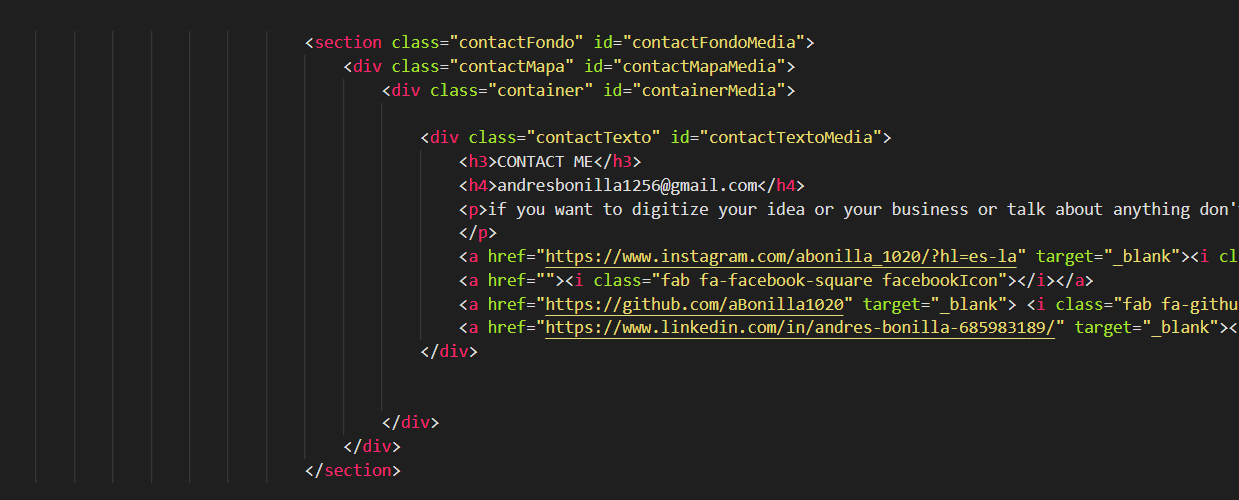 <section class="contactFondo" id="contactFondoMedia">
<div class="contactMapa" id="contactMapaMedia">
<div class="container" id="containerMedia">
<div class="contactTexto" id="contactTextoMedia">
<h3>CONTACT ME</h3>
<h4>andresbonilla1256@gmail.com</h4>
<p>if you want to digitize your idea or your business or talk about anything don'
</p>
<a href="https://www.instagram.com/abonilla_1020/?hl=es-la" target="_blank"><i cl
<a href=""><i class="fab fa-facebook-square facebookIcon"></i></a>
<a href="https://github.com/aBonilla1020" target="_blank"> <i class="fab fa-githu
<a href="https://www.linkedin.com/in/andres-bonilla-685983189/" target="_blank"><
</div>
</div>
</div>
</section>